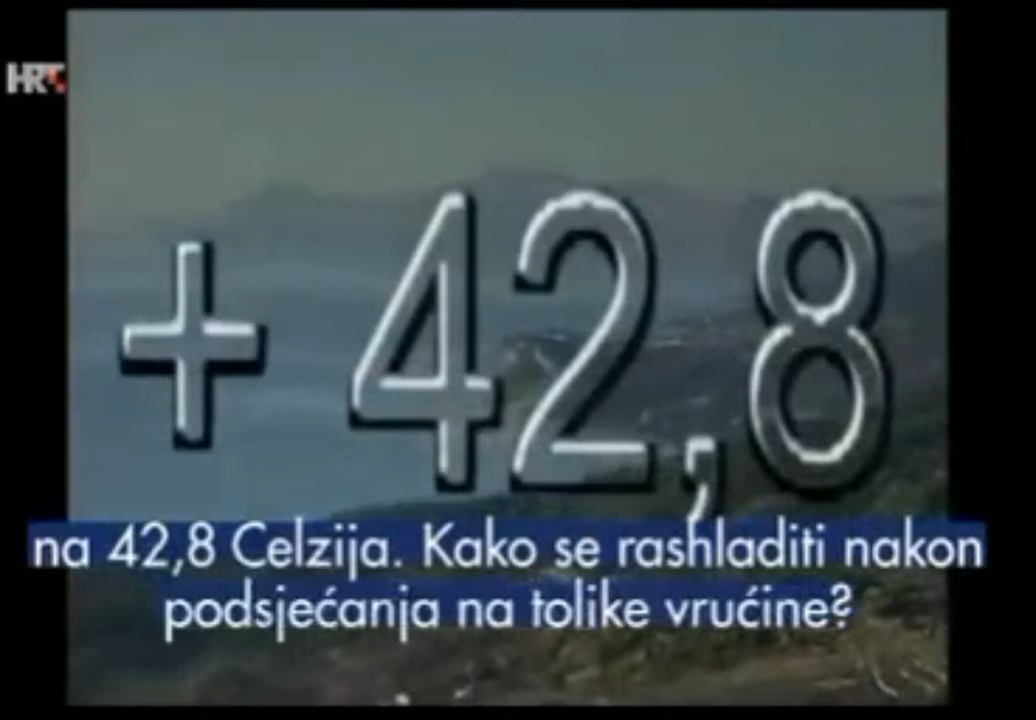 HRT
+ 42,8
na 42,8 Celzija. Kako se rashladiti nakon
podsjećanja na tolike vrućine?